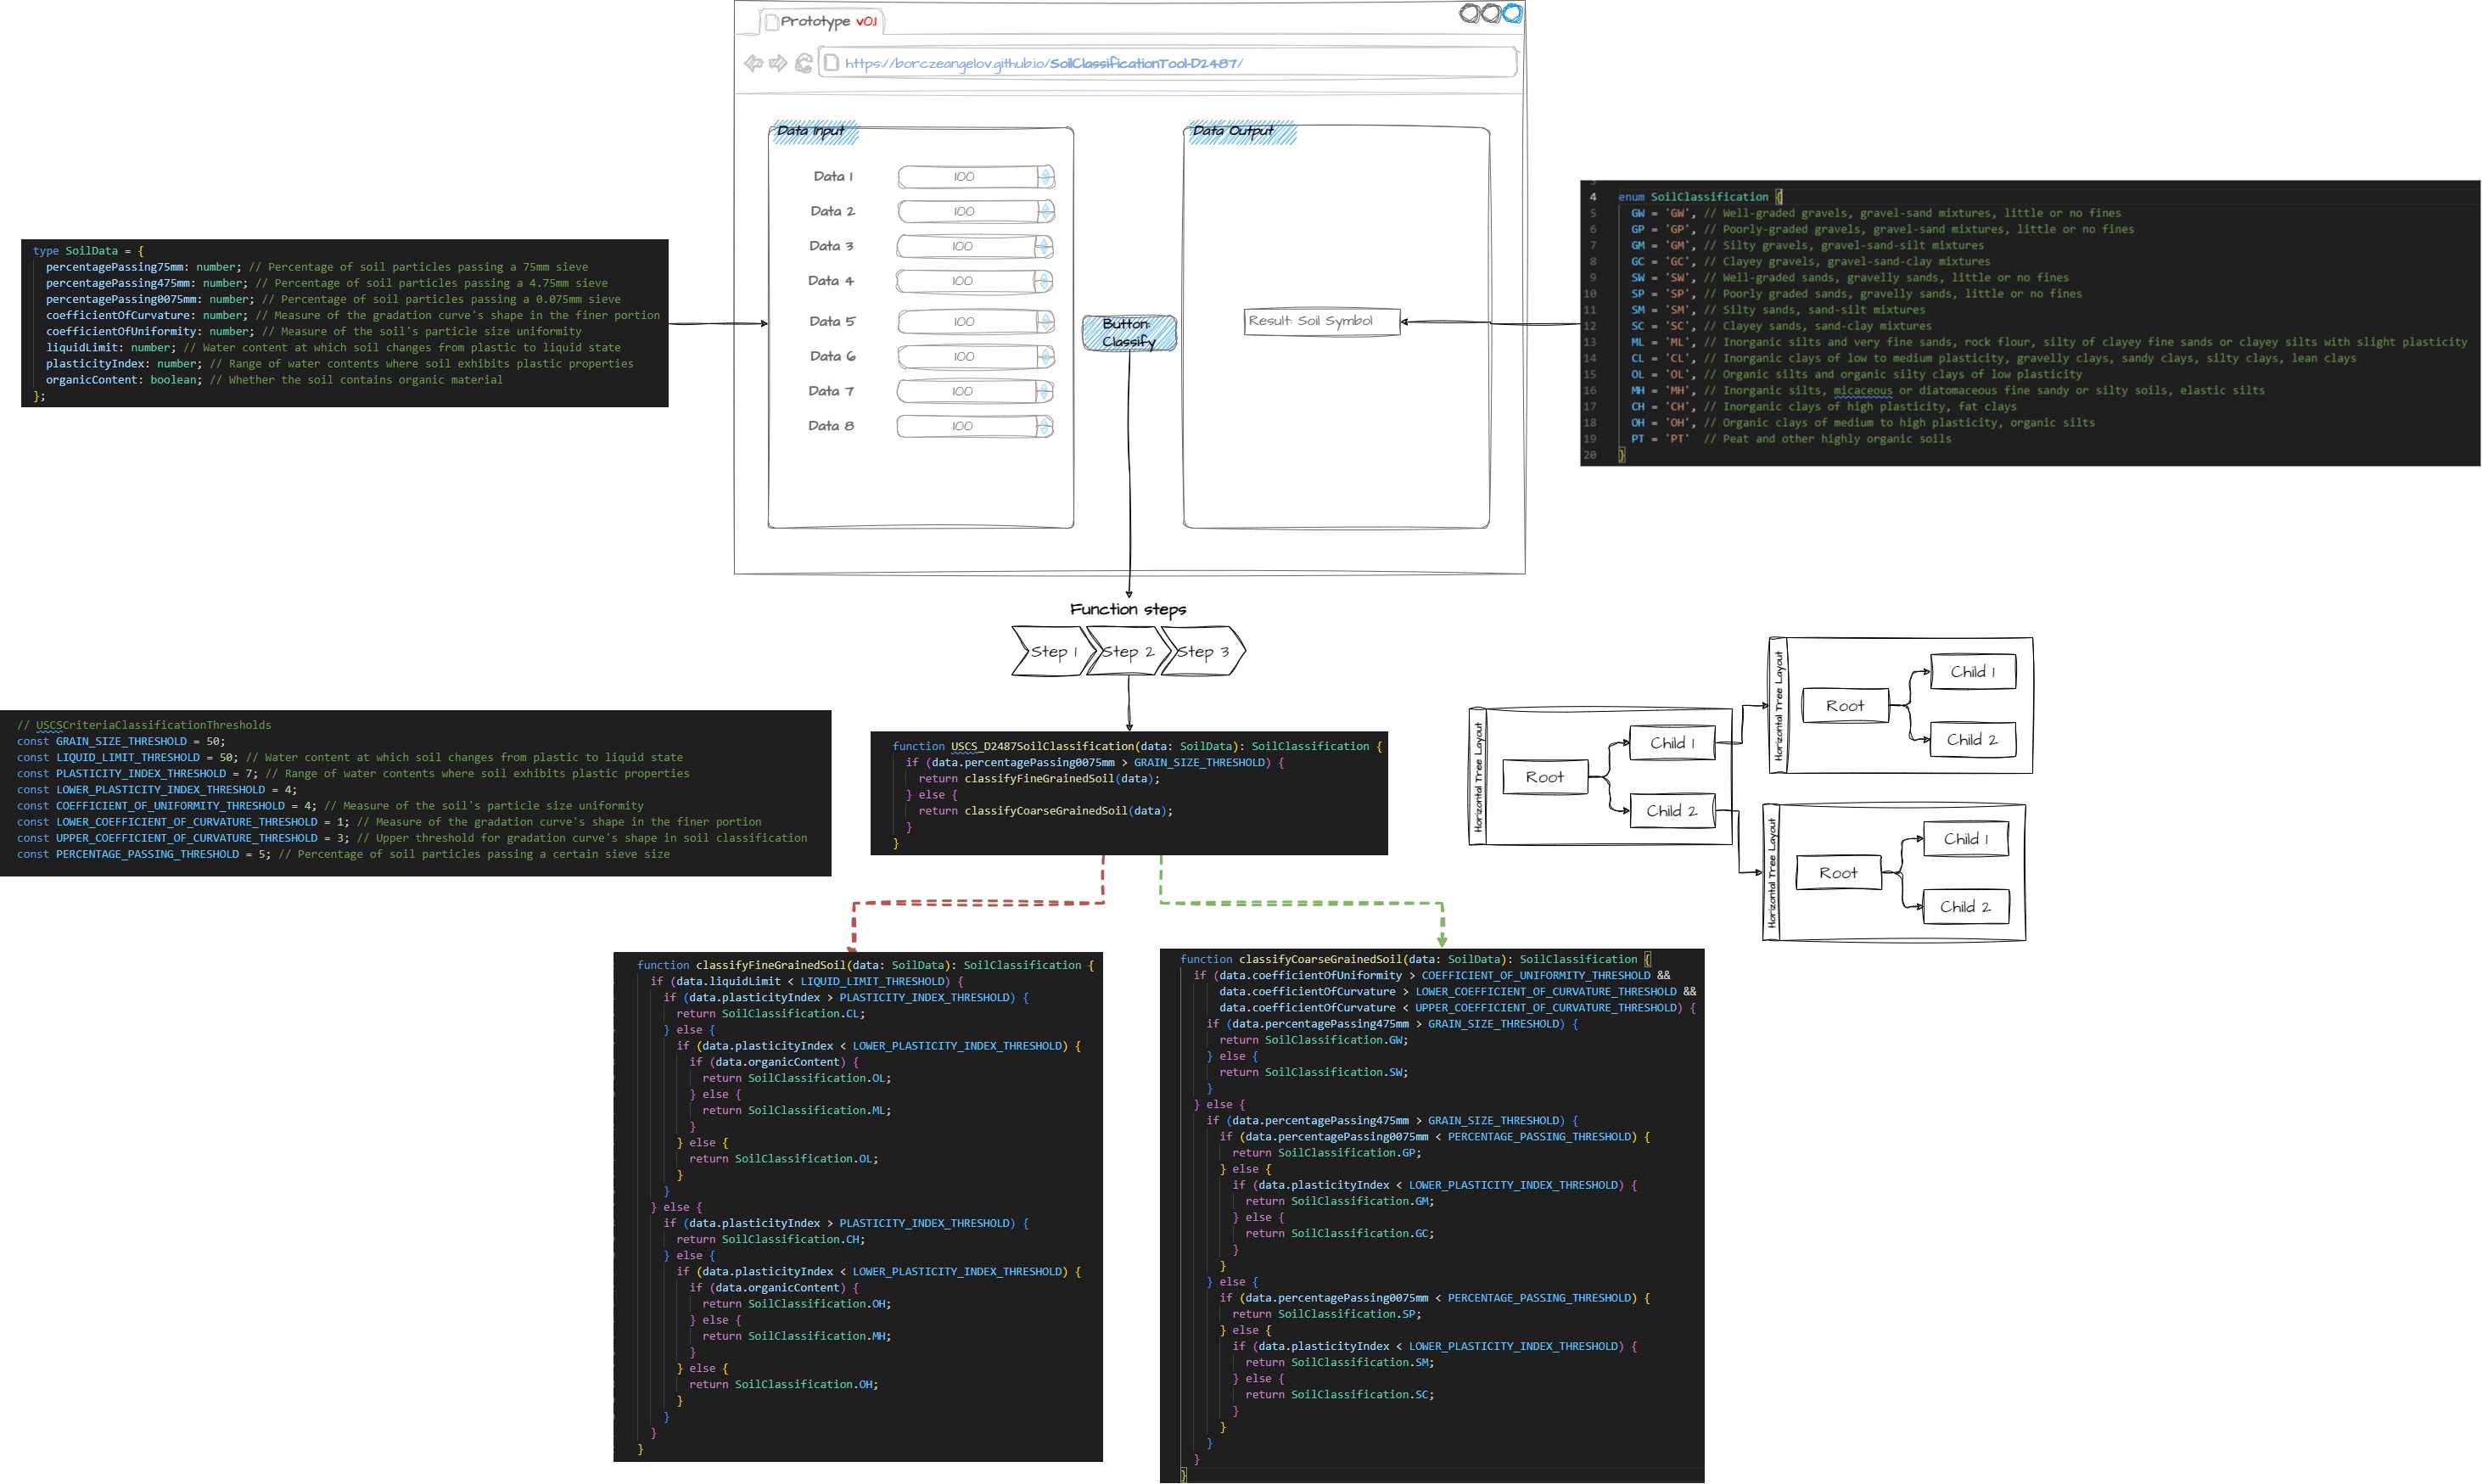 Prototype v0.1
https://borczeangelov.github.io/SoilClassificationTool-D2487/
Data Input
Data 1 100
Data 2 100
Data 3 100
Data 4 100
Data 5 100
Data 6 100
Data 7 100
Data 8 100
Button:
Classify
Data Output
Result: Soil Symbol
type SoilData = {
percentagePassing75mm: number; // Percentage of soil particles passing a 75mm sieve
percentagePassing475mm: number; // Percentage of soil particles passing a 4.75mm sieve
percentagePassing0075mm: number; // Percentage of soil particles passing a 0.075mm sieve
coefficientOfCurvature: number; // Measure of the gradation curve's shape in the finer portion
coefficientOfUniformity: number; // Measure of the soil's particle size uniformity
liquidLimit: number; // Water content at which soil changes from plastic to liquid state
plasticityIndex: number; // Range of water contents where soil exhibits plastic properties
organicContent: boolean; // Whether the soil contains organic material
};
4 enum SoilClassification {
5 GW = 'GW', // Well-graded gravels, gravel-sand mixtures, little or no fines
6 GP = 'GP', // Poorly-graded gravels, gravel-sand mixtures, little or no fines
7 GM = 'GM', // Silty gravels, gravel-sand-silt mixtures
8 GC = 'GC', // Clayey gravels, gravel-sand-clay mixtures
9 SW = 'SW', // Well-graded sands, gravelly sands, little or no fines
10 SP = 'SP', // Poorly graded sands, gravelly sands, little or no fines
11 SM = 'SM', // Silty sands, sand-silt mixtures
12 SC = 'SC', // Clayey sands, sand-clay mixtures
13 ML = 'ML', // Inorganic silts and very fine sands, rock flour, silty of clayey fine sands or clayey silts with slight plasticity
14 CL = 'CL', // Inorganic clays of low to medium plasticity, gravelly clays, sandy clays, silty clays, lean clays
15 OL = 'OL', // Organic silts and organic silty clays of low plasticity
16 MH = 'MH', // Inorganic silts, micaceous or diatomaceous fine sandy or silty soils, elastic silts
17 CH = 'CH', // Inorganic clays of high plasticity, fat clays
18 OH = 'OH', // Organic clays of medium to high plasticity, organic silts
19 PT = 'PT' // Peat and other highly organic soils
20 }
Function steps
Step 1
Step 2
Step 3
// USCSCriteriaClassificationThresholds
const GRAIN_SIZE_THRESHOLD = 50;
const LIQUID_LIMIT_THRESHOLD = 50; // Water content at which soil changes from plastic to liquid state
const PLASTICITY_INDEX_THRESHOLD = 7; // Range of water contents where soil exhibits plastic properties
const LOWER_PLASTICITY_INDEX_THRESHOLD = 4;
const COEFFICIENT_OF_UNIFORMITY_THRESHOLD = 4; // Measure of the soil's particle size uniformity
const LOWER_COEFFICIENT_OF_CURVATURE_THRESHOLD = 1; // Measure of the gradation curve's shape in the finer portion
const UPPER_COEFFICIENT_OF_CURVATURE_THRESHOLD = 3; // Upper threshold for gradation curve's shape in soil classification
const PERCENTAGE_PASSING_THRESHOLD = 5; // Percentage of soil particles passing a certain sieve size
function USCS_D2487SoilClassification(data: SoilData): SoilClassification {
if (data.percentagePassing0075mm > GRAIN_SIZE_THRESHOLD) {
return classifyFineGrainedSoil(data);
} else {
return classifyCoarseGrainedSoil(data);
}
}
Horizontal Tree Layout
Root
Child 1
Child 2
Horizontal Tree Layout
Root
Child 1
Child 2
Horizontal Tree Layout
Root
Child 1
Child 2
function classifyFineGrainedSoil(data: SoilData): SoilClassification {
if (data.liquidLimit < LIQUID_LIMIT_THRESHOLD) {
if (data.plasticityIndex > PLASTICITY_INDEX_THRESHOLD) {
return SoilClassification.CL;
} else {
if (data.plasticityIndex < LOWER_PLASTICITY_INDEX_THRESHOLD) {
if (data.organicContent) {
return SoilClassification.OL;
} else {
return SoilClassification.ML;
}
} else {
return SoilClassification.OL;
}
}
} else {
if (data.plasticityIndex > PLASTICITY_INDEX_THRESHOLD) {
return SoilClassification.CH;
} else {
if (data.plasticityIndex < LOWER_PLASTICITY_INDEX_THRESHOLD) {
if (data.organicContent) {
return SoilClassification.OH;
} else {
return SoilClassification.MH;
}
} else {
return SoilClassification.OH;
}
}
}
}
function classifyCoarseGrainedSoil(data: SoilData): SoilClassification {
if (data.coefficientOfUniformity > COEFFICIENT_OF_UNIFORMITY_THRESHOLD &&
data.coefficientOfCurvature > LOWER_COEFFICIENT_OF_CURVATURE_THRESHOLD &&
data.coefficientOfCurvature < UPPER_COEFFICIENT_OF_CURVATURE_THRESHOLD) {
if (data.percentagePassing475mm > GRAIN_SIZE_THRESHOLD) {
return SoilClassification.GW;
} else {
return SoilClassification.SW;
}
} else {
if (data.percentagePassing475mm > GRAIN_SIZE_THRESHOLD) {
if (data.percentagePassing0075mm < PERCENTAGE_PASSING_THRESHOLD) {
return SoilClassification.GP;
} else {
if (data.plasticityIndex < LOWER_PLASTICITY_INDEX_THRESHOLD) {
return SoilClassification.GM;
} else {
return SoilClassification.GC;
}
}
} else {
if (data.percentagePassing0075mm < PERCENTAGE_PASSING_THRESHOLD) {
return SoilClassification.SP;
} else {
if (data.plasticityIndex < LOWER_PLASTICITY_INDEX_THRESHOLD) {
return SoilClassification.SM;
} else {
return SoilClassification.SC;
}
}
}
}
}